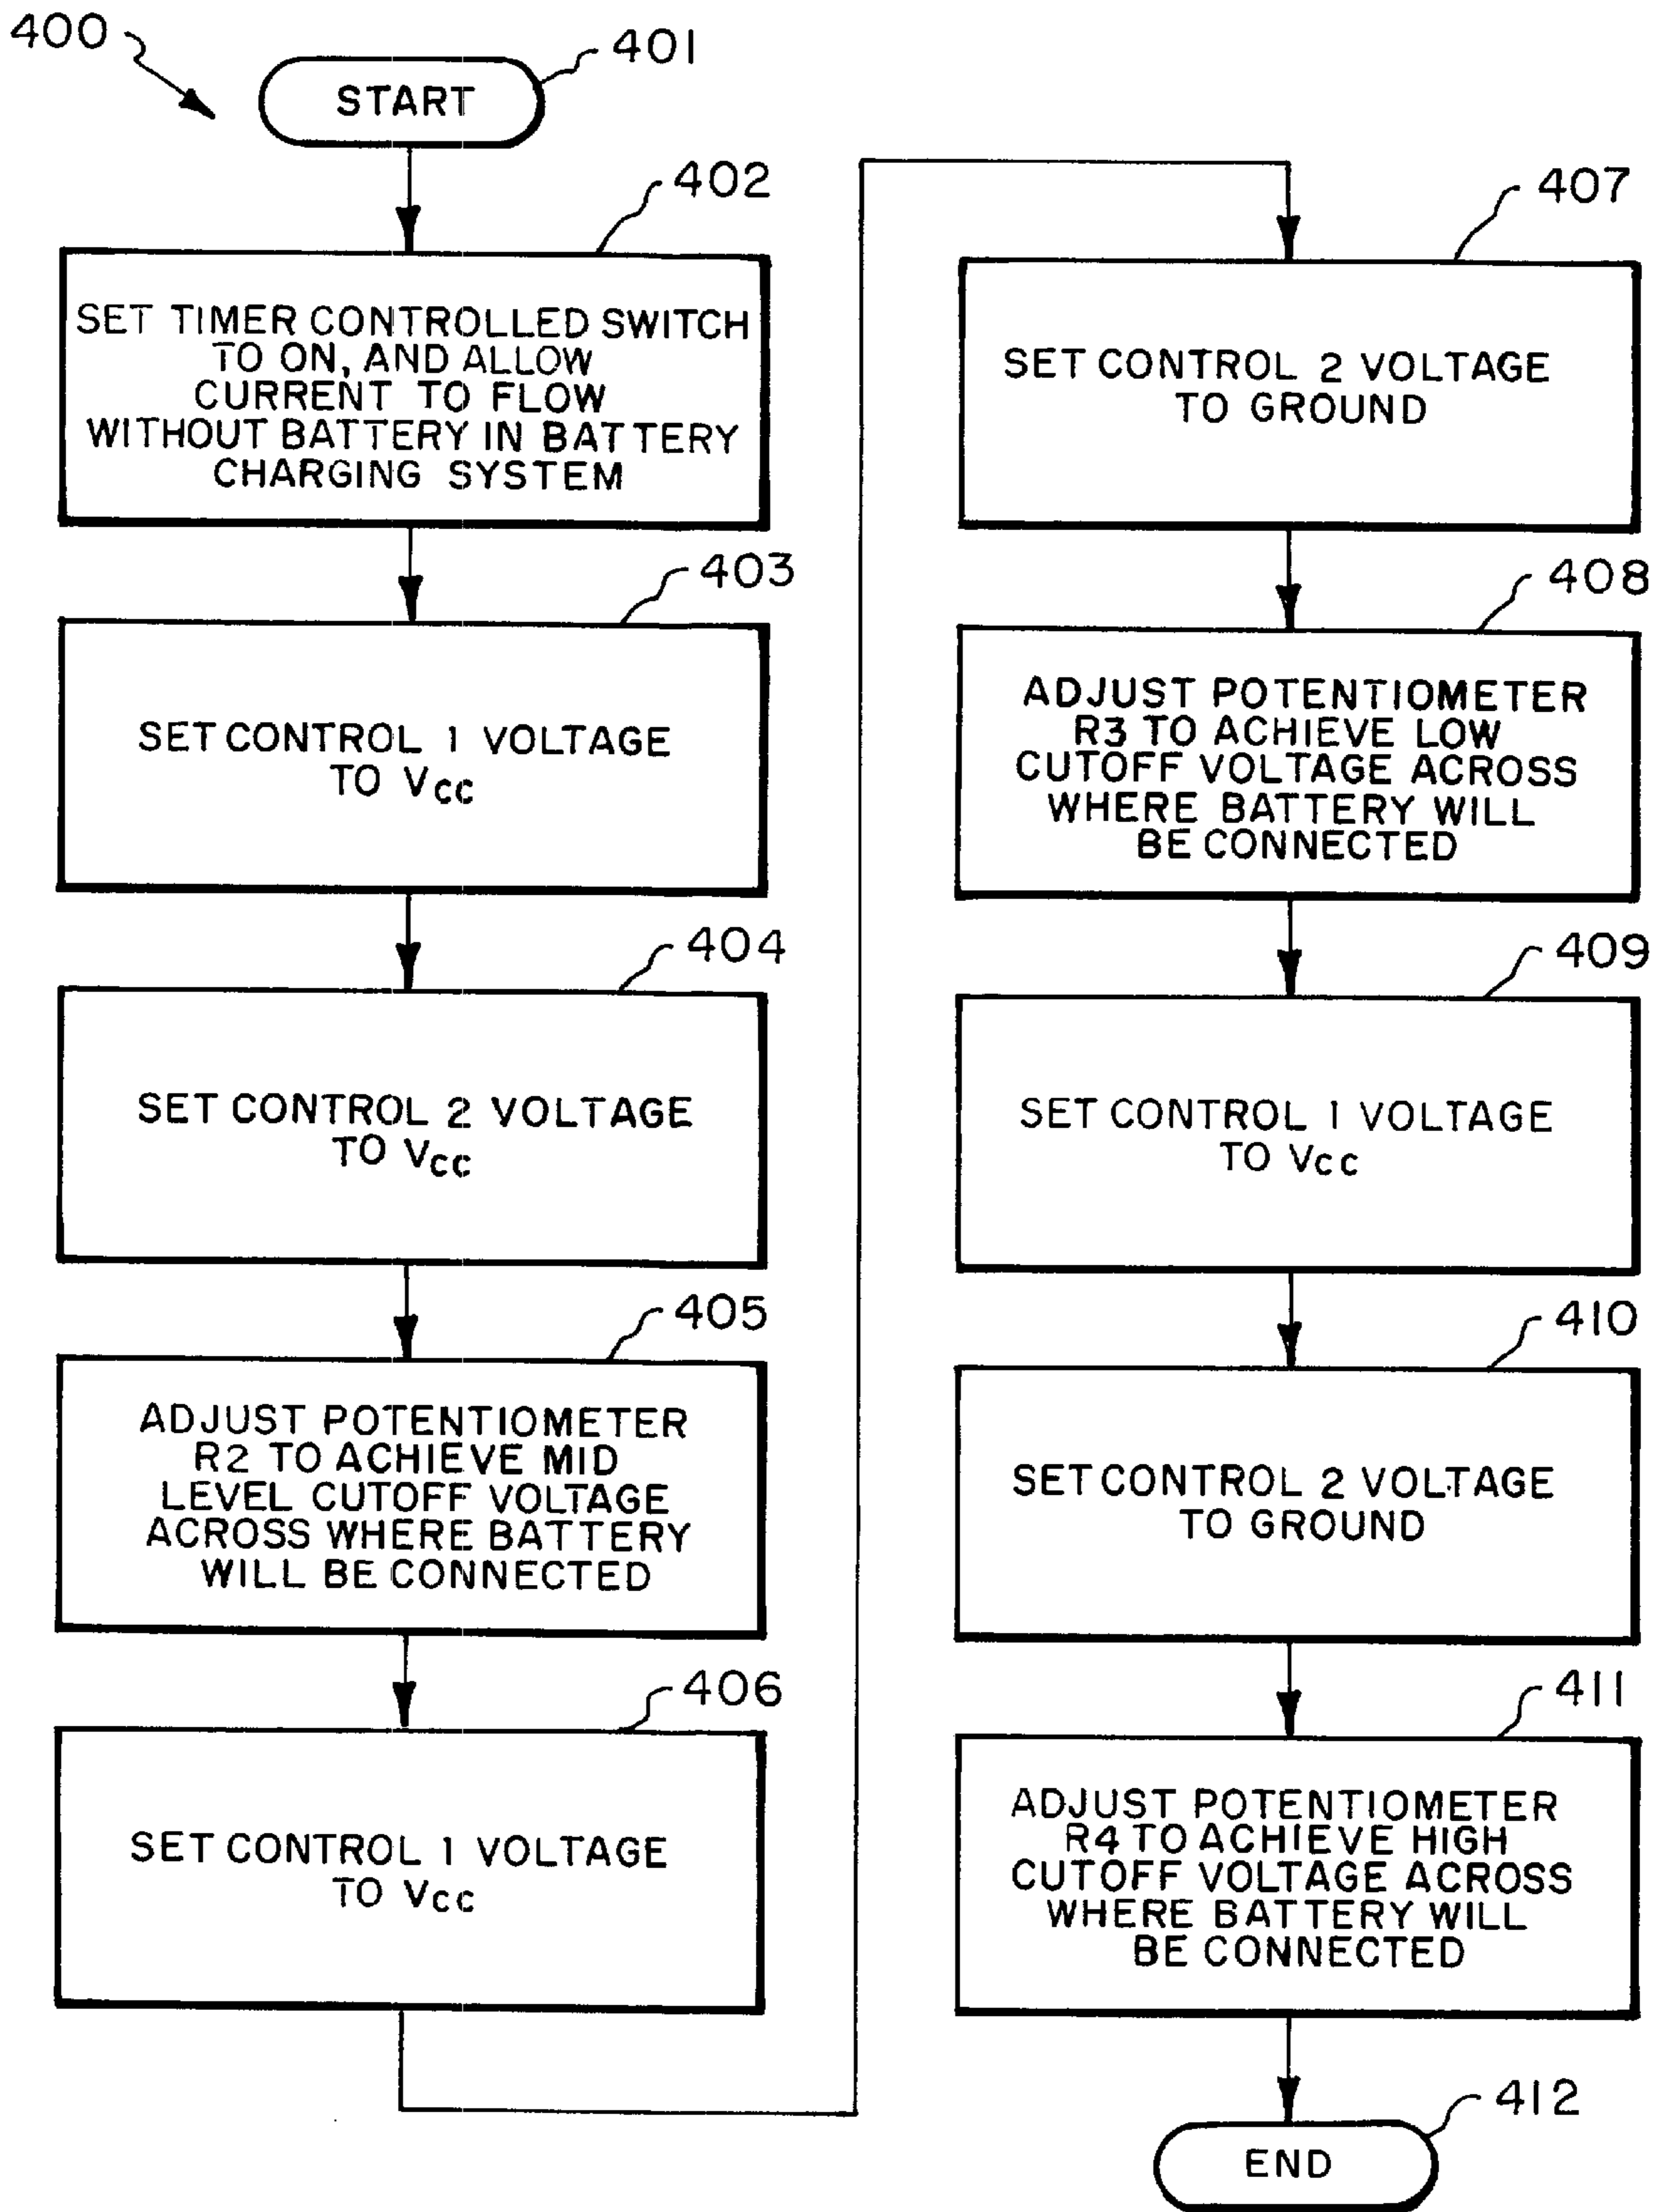 400
401
START
402
SET TIMER CONTROLLED SWITCH
TO ON, AND ALLOW
CURRENT TO FLOW
WITHOUT BATTERY IN BATTERY
CHARGING SYSTEM
403
SET CONTROL 1 VOLTAGE
TO Vcc
404
SET CONTROL 2 VOLTAGE
TO Vcc
405
ADJUST POTENTIOMETER
R2 TO ACHIEVE MID
LEVEL CUTOFF VOLTAGE
ACROSS WHERE BATTERY
WILL BE CONNECTED
406
SET CONTROL 1 VOLTAGE
TO Vcc
407
SET CONTROL 2 VOLTAGE
TO GROUND
408
ADJUST POTENTIOMETER
R3 TO ACHIEVE LOW
CUTOFF VOLTAGE ACROSS
WHERE BATTERY WILL
BE CONNECTED
409
SET CONTROL 1 VOLTAGE
TO Vcc
410
SET CONTROL 2 VOLTAGE
TO GROUND
411
ADJUST POTENTIOMETER
R4 TO ACHIEVE HIGH
CUTOFF VOLTAGE ACROSS
WHERE BATTERY WILL
BE CONNECTED
412
END